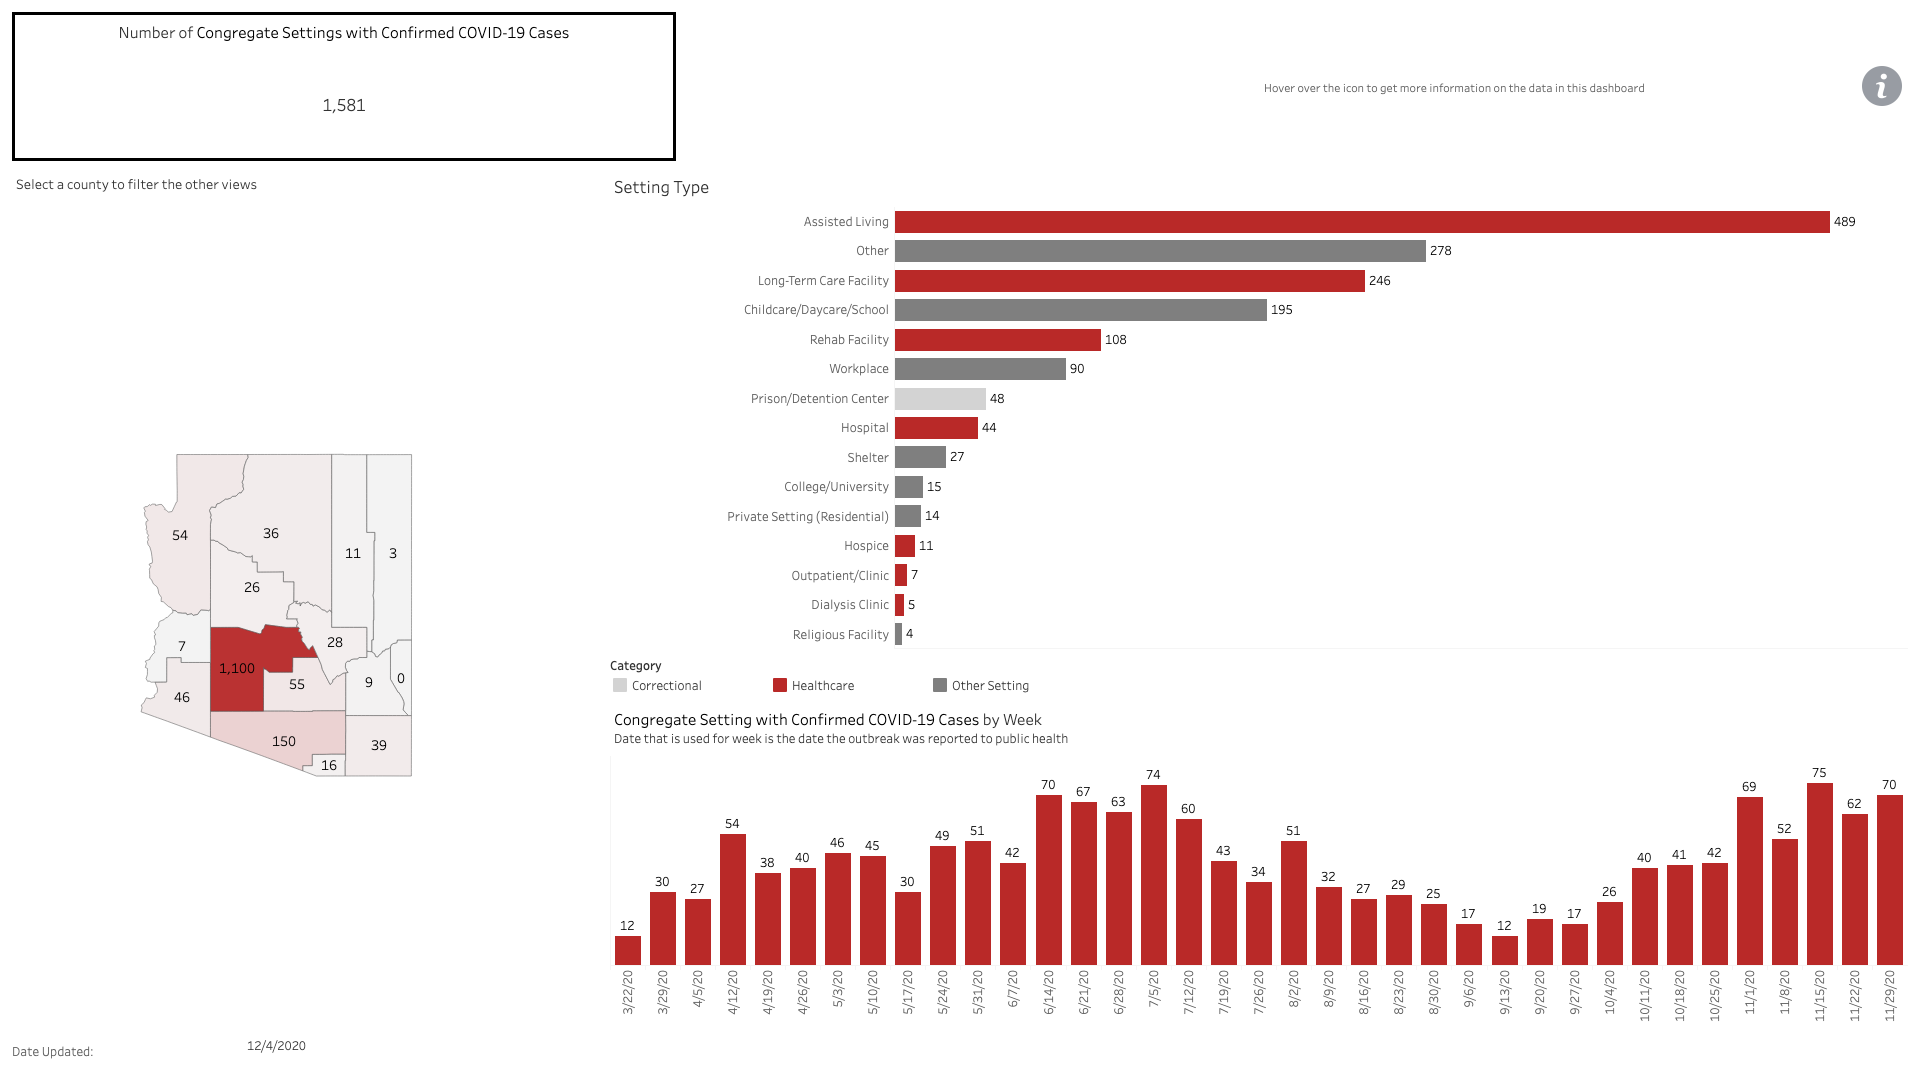 Number of Congregate Settings with Confirmed COVID-19 Cases
1,581
Hover over the icon to get more information on the data in this dashboard
i
Select a county to filter the other views
54
36
11
3
26
7
28
1,100
55
9
0
46
150
39
16
Setting Type
Assisted Living 489
Other 278
Long-Term Care Facility 246
Childcare/Daycare/School 195
Rehab Facility 108
Workplace 90
Prison/Detention Center 48
Hospital 44
Shelter 27
College/University 15
Private Setting (Residential) 14
Hospice 11
Outpatient/Clinic 7
Dialysis Clinic 5
Religious Facility 4
Category
Correctional Healthcare Other Setting
Congregate Setting with Confirmed COVID-19 Cases by Week
Date that is used for week is the date the outbreak was reported to public health
12 30 27 54 38 40 46 45 30 49 51 42 70 67 63 74 60 43 34 51 32 27 29 25 17 12 19 17 26 40 41 42 69 52 75 62 70
3/22/20 3/29/20 4/5/20 4/12/20 4/19/20 4/26/20 5/3/20 5/10/20 5/17/20 5/24/20 5/31/20 6/7/20 6/14/20 6/21/20 6/28/20 7/5/20 7/12/20 7/19/20 7/26/20 8/2/20 8/9/20 8/16/20 8/23/20 8/30/20 9/6/20 9/13/20 9/20/20 9/27/20 10/4/20 10/11/20 10/18/20 10/25/20 11/1/20 11/8/20 11/15/20 11/22/20 11/29/20
Date Updated: 12/4/2020